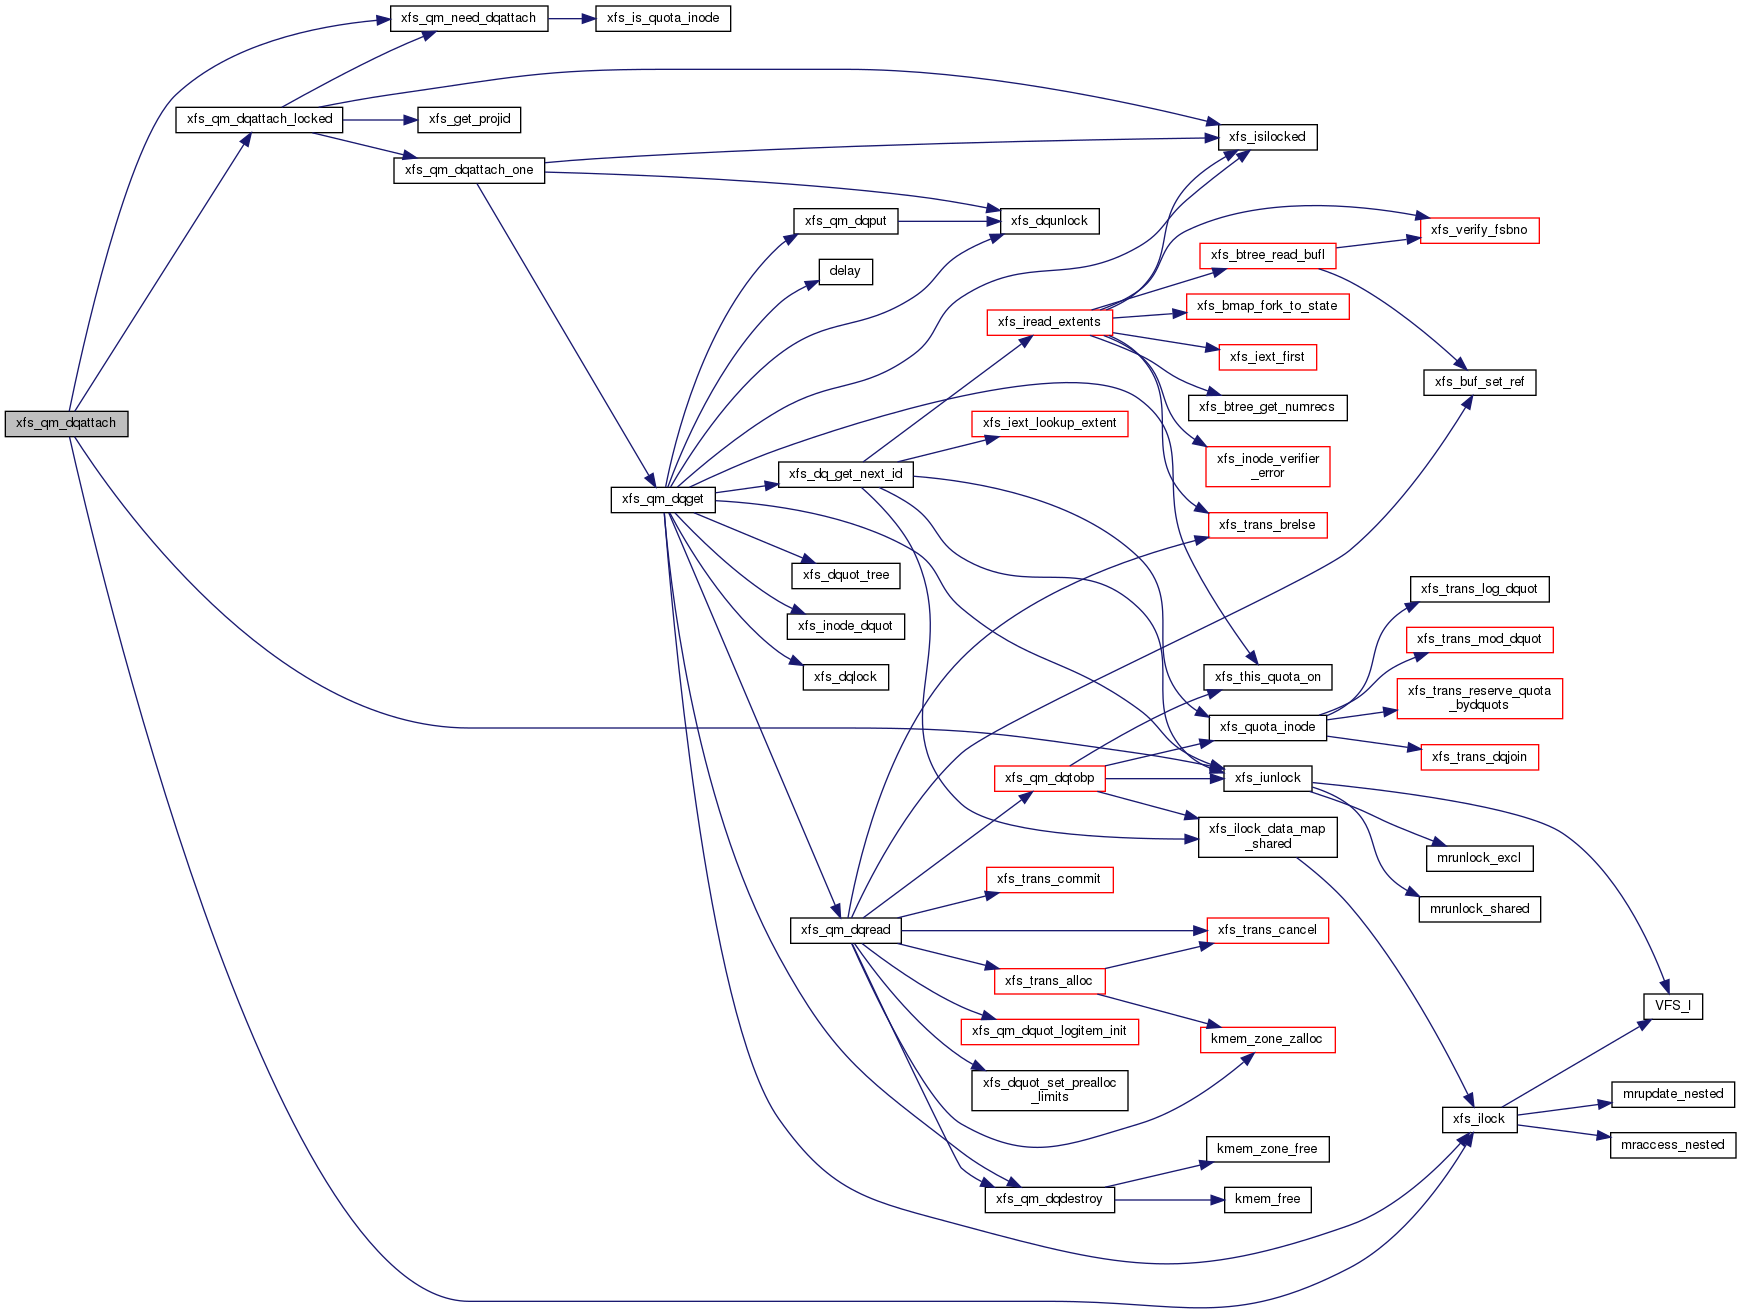 xfs_qm_need_dqattach
xfs_is_quota_inode
xfs_qm_dqattach_locked
xfs_get_projid
xfs_isilocked
xfs_qm_dqattach_one
xfs_qm_dqput
xfs_dqunlock
xfs_verify_fsbno
xfs_btree_read_bufl
delay
xfs_bmap_fork_to_state
xfs_iread_extents
xfs_iext_first
xfs_buf_set_ref
xfs_btree_get_numrecs
xfs_qm_dqattach
xfs_iext_lookup_extent
xfs_inode_verifier
_error
xfs_dq_get_next_id
xfs_qm_dqget
xfs_trans_brelse
xfs_dquot_tree
xfs_trans_log_dquot
xfs_inode_dquot
xfs_trans_mod_dquot
xfs_dqlock
xfs_this_quota_on
xfs_trans_reserve_quota
_bydquots
xfs_quota_inode
xfs_trans_dqjoin
xfs_qm_dqtobp
xfs_iunlock
xfs_ilock_data_map
_shared
mrunlock_excl
xfs_trans_commit
mrunlock_shared
xfs_qm_dqread
xfs_trans_cancel
xfs_trans_alloc
VFS_I
xfs_qm_dquot_logitem_init
kmem_zone_zalloc
xfs_dquot_set_prealloc
_limits
mrupdate_nested
xfs_ilock
mraccess_nested
kmem_zone_free
xfs_qm_dqdestroy
kmem_free